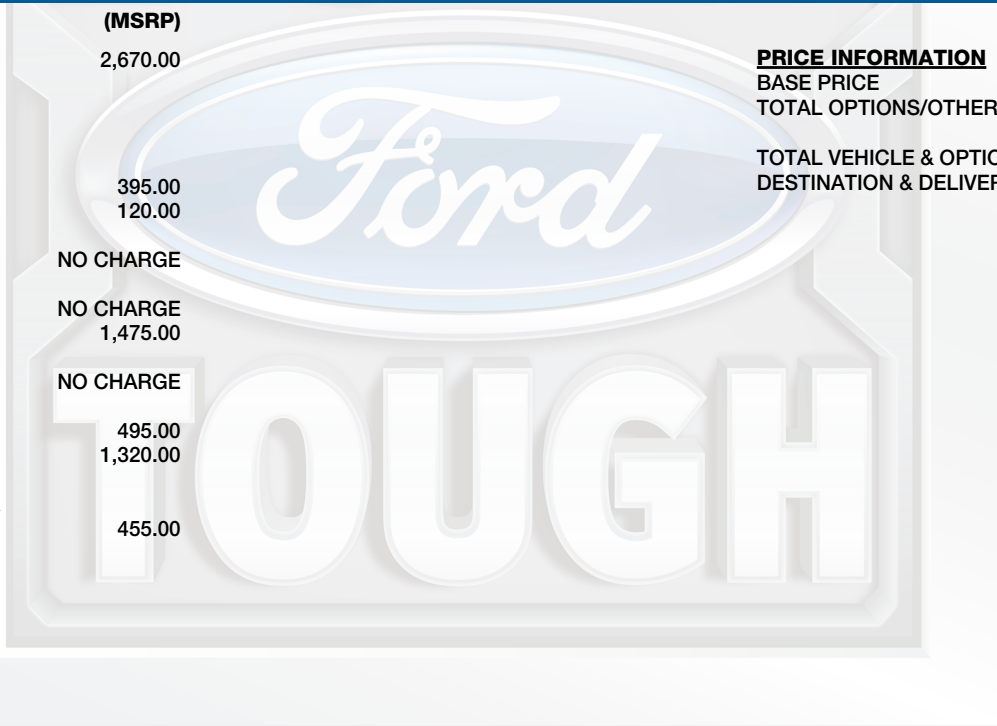 (MSRP)
2,670.00
395.00
120.00
NO CHARGE
NO CHARGE
1,475.00
NO CHARGE
495.00
1,320.00
455.00
PRICE INFORMATION
BASE PRICE
TOTAL OPTIONS/OTHER
TOTAL VEHICLE & OPTIO
DESTINATION & DELIVER
Ford
TOUGH